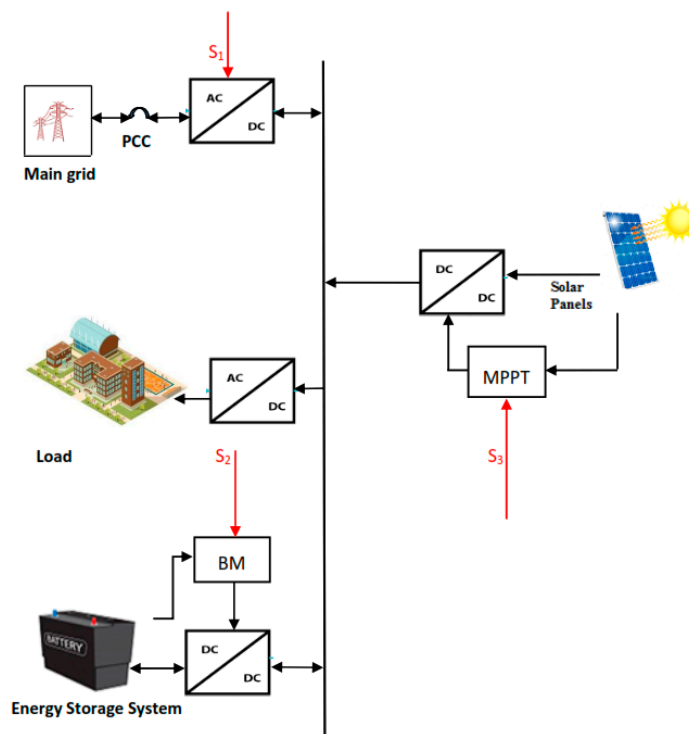 S1
AC
DC
PCC
Main grid
DC
DC
Solar
Panels
MPPT
S3
AC
DC
Load
S2
BM
BATTERY
DC
DC
Energy Storage System